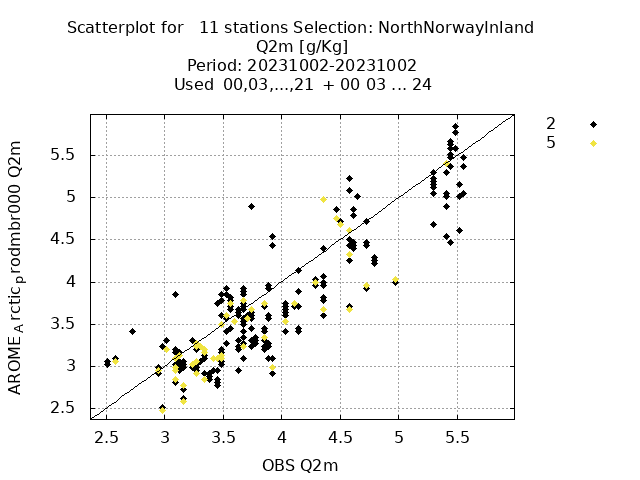 Scatterplot for   11 stations Selection: NorthNorwayInland
Q2m [g/Kg]
Period: 20231002-20231002
Used  00,03,...,21  + 00 03 ... 24
2
5
AROME_Arctic_prodmbr000 Q2m
5.5
5
4.5
4
3.5
3
2.5
2.5 3 3.5 4 4.5 5 5.5
OBS Q2m